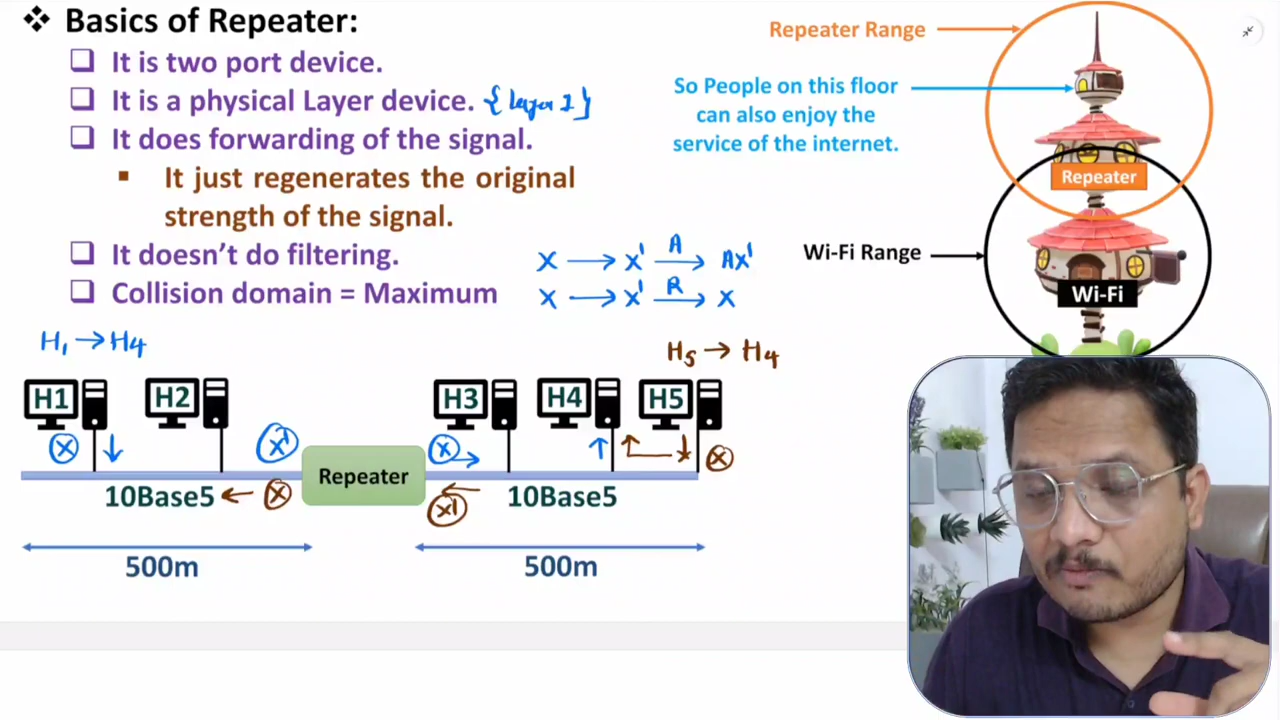 ❖ Basics of Repeater:
❑ It is two port device.
❑ It is a physical Layer device. {Layer 1}
❑ It does forwarding of the signal.
▪ It just regenerates the original
strength of the signal.
❑ It doesn't do filtering.
❑ Collision domain = Maximum
X → X' A → AX'
X → X' R → X
Repeater Range
So People on this floor
can also enjoy the
service of the internet.
Repeater
Wi-Fi Range
Wi-Fi
H1 → H4
H5 → H4
H1 H2 H3 H4 H5
X X' X X
Repeater
10Base5 X X' 10Base5
500m 500m